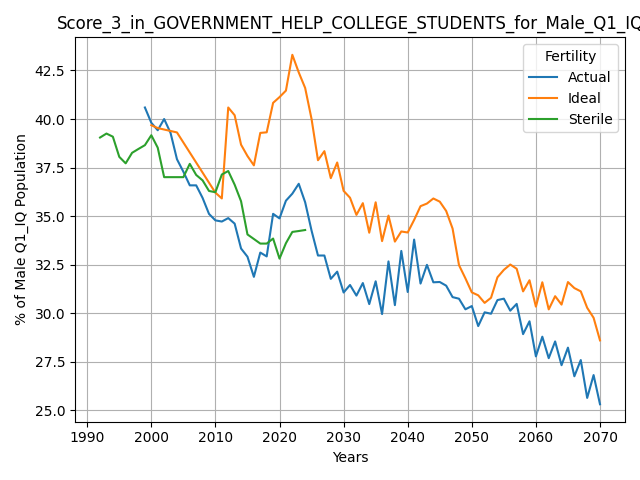 Score_3_in_GOVERNMENT_HELP_COLLEGE_STUDENTS_for_Male_Q1_IQ
Fertility
Actual
Ideal
Sterile
% of Male Q1_IQ Population
42.5
40.0
37.5
35.0
32.5
30.0
27.5
25.0
1990 2000 2010 2020 2030 2040 2050 2060 2070
Years